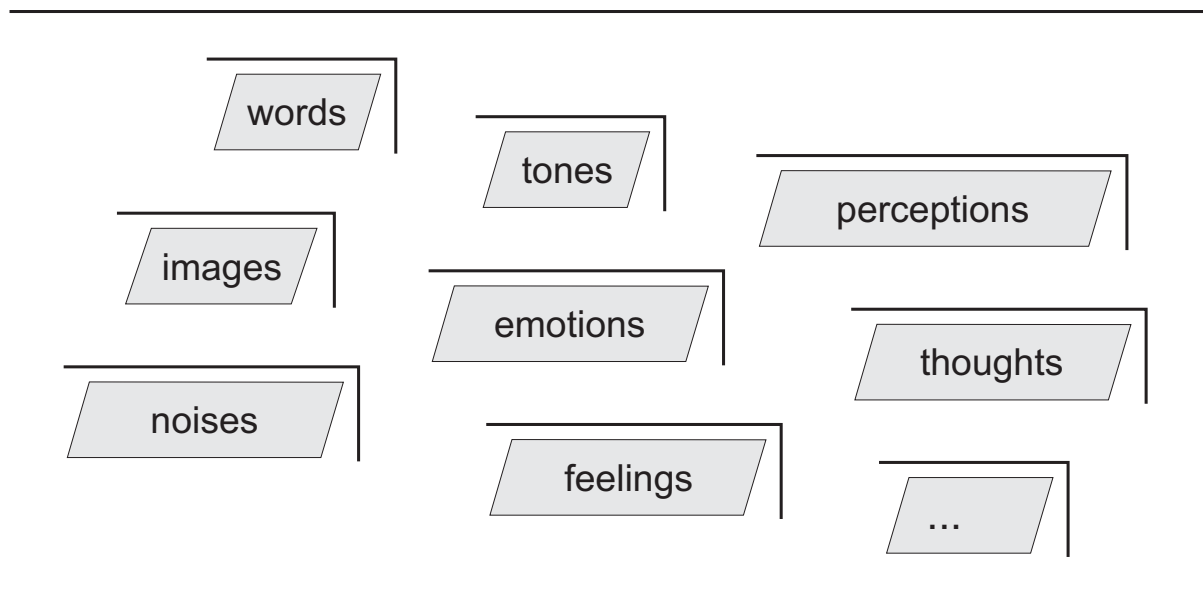 words
tones
perceptions
images
emotions
thoughts
noises
feelings
...